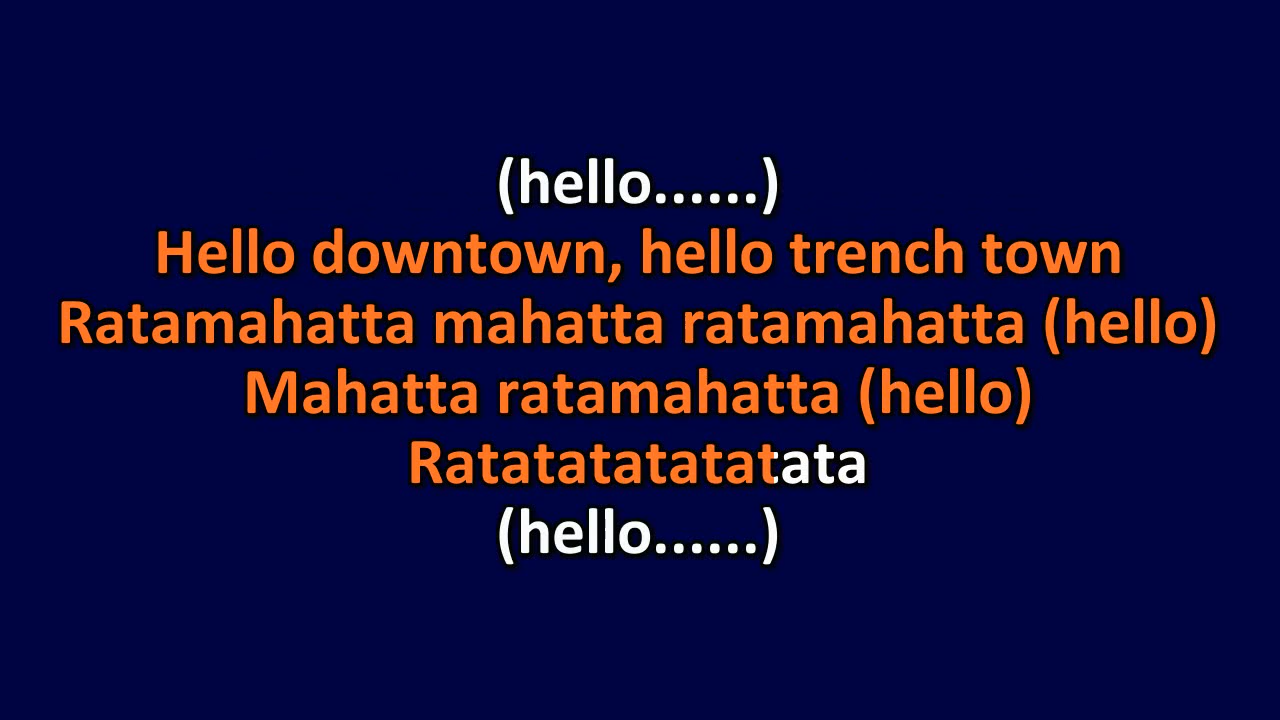 (hello......)
Hello downtown, hello trench town
Ratamahatta mahatta ratamahatta (hello)
Mahatta ratamahatta (hello)
Ratatatatatatata
(hello......)